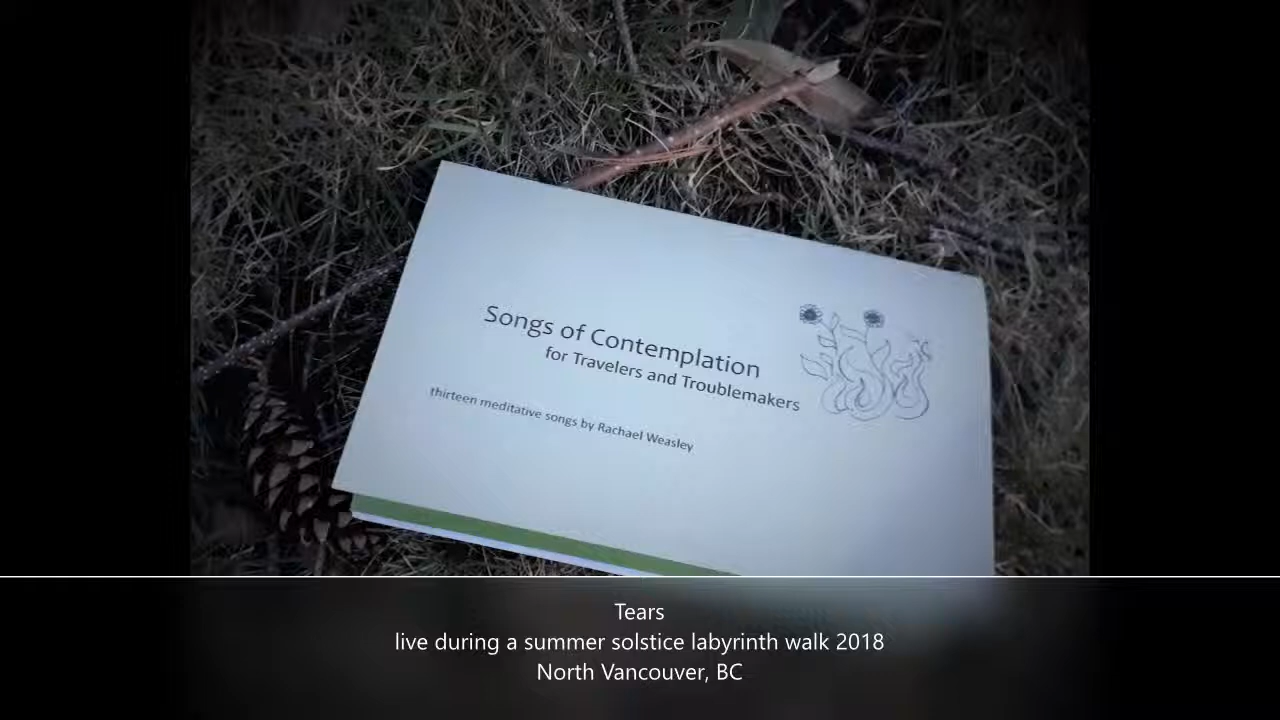 Songs of Contemplation
for Travelers and Troublemakers
thirteen meditative songs by Rachael Weasley
Tears
live during a summer solstice labyrinth walk 2018
North Vancouver, BC